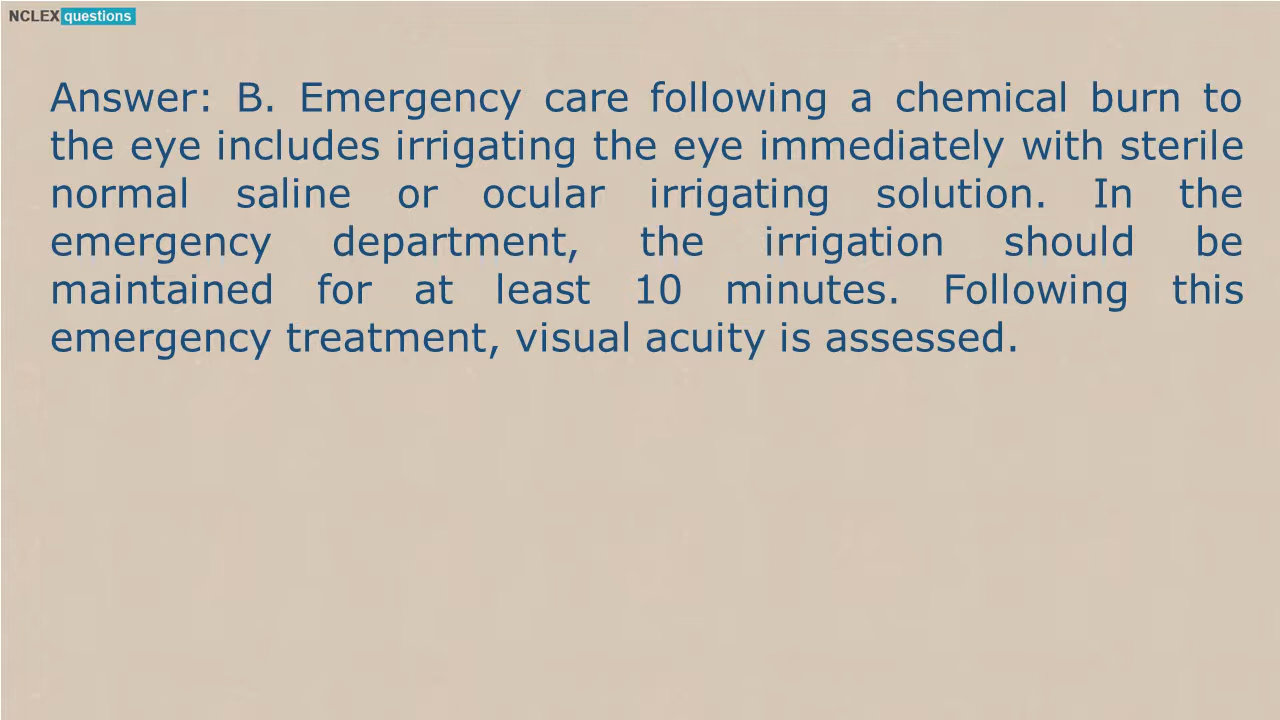 NCLEX questions
Answer: B. Emergency care following a chemical burn to
the eye includes irrigating the eye immediately with sterile
normal saline or ocular irrigating solution. In the
emergency department, the irrigation should be
maintained for at least 10 minutes. Following this
emergency treatment, visual acuity is assessed.